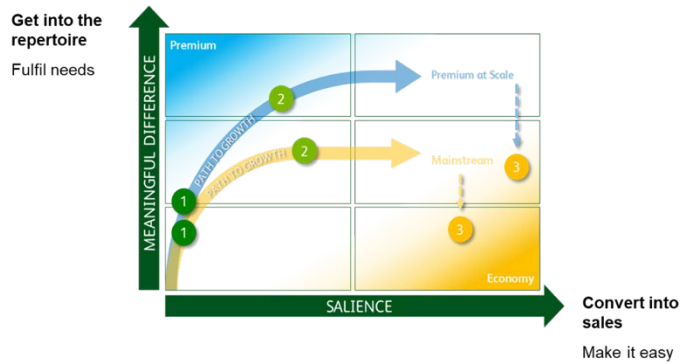 Get into the
repertoire
Fulfil needs
MEANINGFUL DIFFERENCE
Premium
2
PATH TO GROWTH
Premium at Scale
2
PATH TO GROWTH
Mainstream
3
1
1
3
Economy
SALIENCE
Convert into
sales
Make it easy